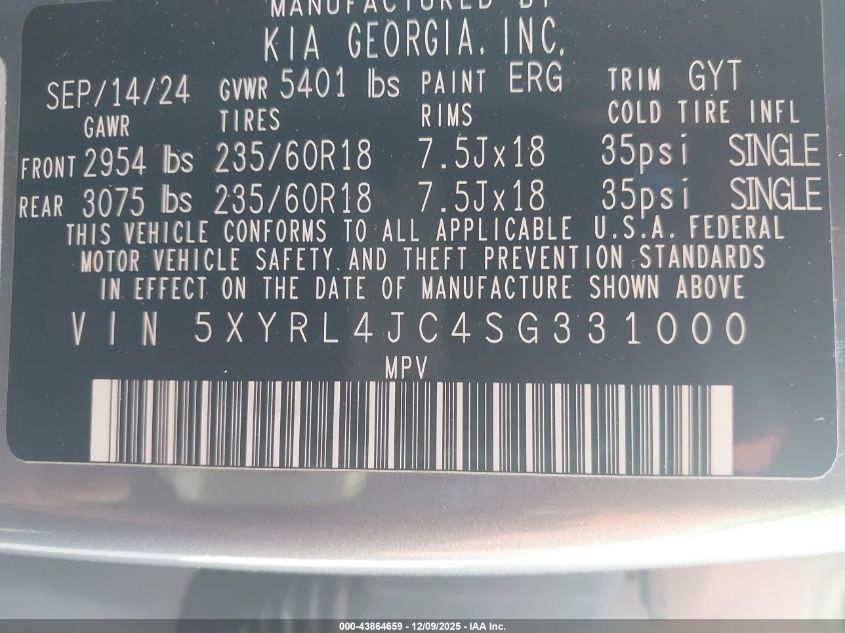 MANUFACTURED BY
KIA GEORGIA, INC.
SEP/14/24 GVWR 5401 lbs PAINT ERG TRIM GYT
GAWR TIRES RIMS COLD TIRE INFL
FRONT 2954 lbs 235/60R18 7.5Jx18 35psi SINGLE
REAR 3075 lbs 235/60R18 7.5Jx18 35psi SINGLE
THIS VEHICLE CONFORMS TO ALL APPLICABLE U.S.A. FEDERAL
MOTOR VEHICLE SAFETY AND THEFT PREVENTION STANDARDS
IN EFFECT ON THE DATE OF MANUFACTURE SHOWN ABOVE
VIN 5XYRL4JC4SG331000
MPV
000-43864659 - 12/09/2025 - IAA Inc.